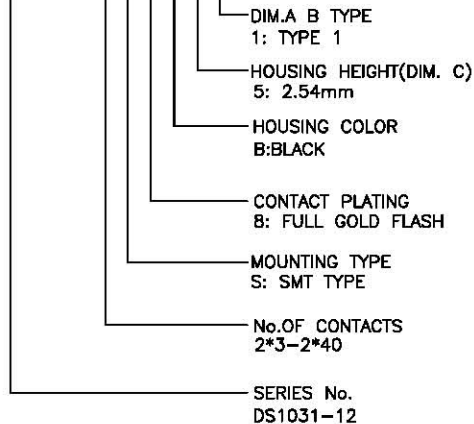 DIM.A B TYPE
1: TYPE 1
HOUSING HEIGHT(DIM. C)
5: 2.54mm
HOUSING COLOR
B:BLACK
CONTACT PLATING
8: FULL GOLD FLASH
MOUNTING TYPE
S: SMT TYPE
No.OF CONTACTS
2*3-2*40
SERIES No.
DS1031-12